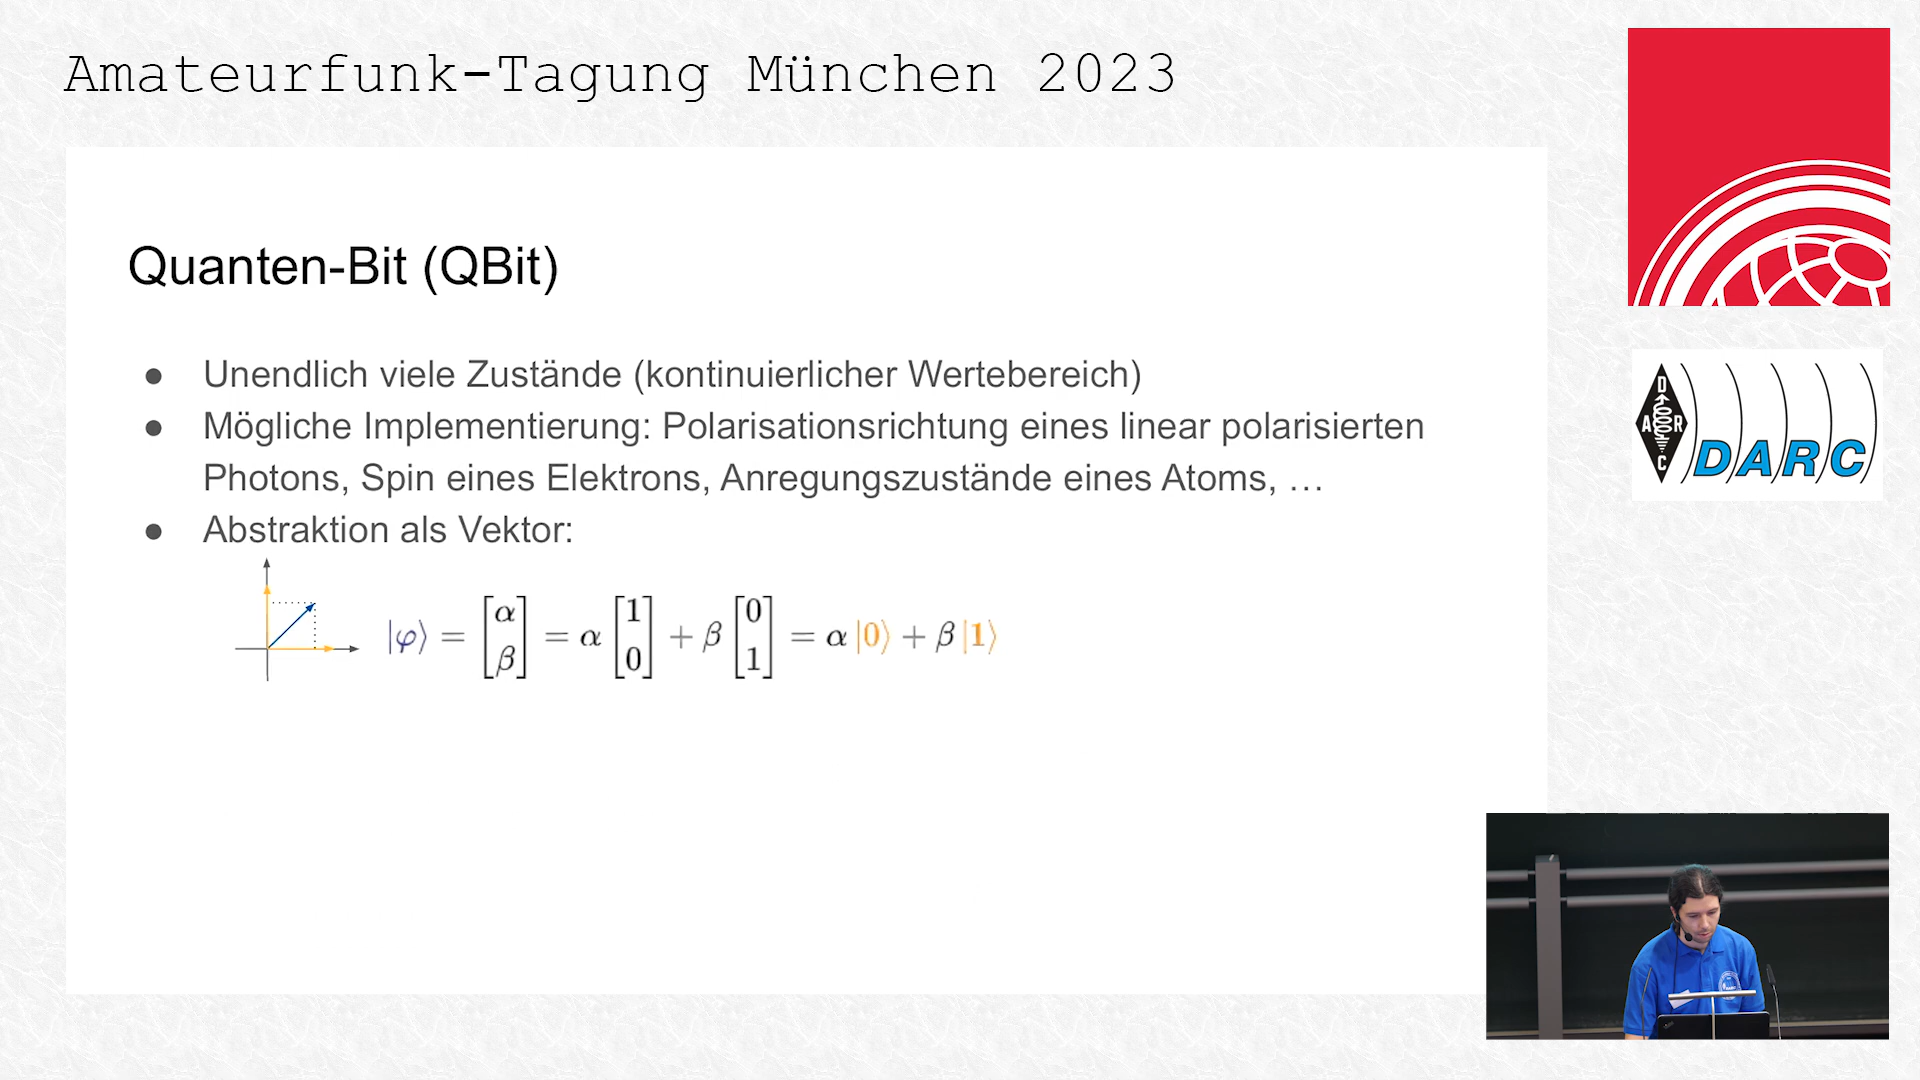 Amateurfunk-Tagung München 2023
Quanten-Bit (QBit)
● Unendlich viele Zustände (kontinuierlicher Wertebereich)
● Mögliche Implementierung: Polarisationsrichtung eines linear polarisierten
Photons, Spin eines Elektrons, Anregungszustände eines Atoms, …
● Abstraktion als Vektor:
|φ⟩ = [α β] = α [1 0] + β [0 1] = α |0⟩ + β |1⟩
D
A R
C
DARC